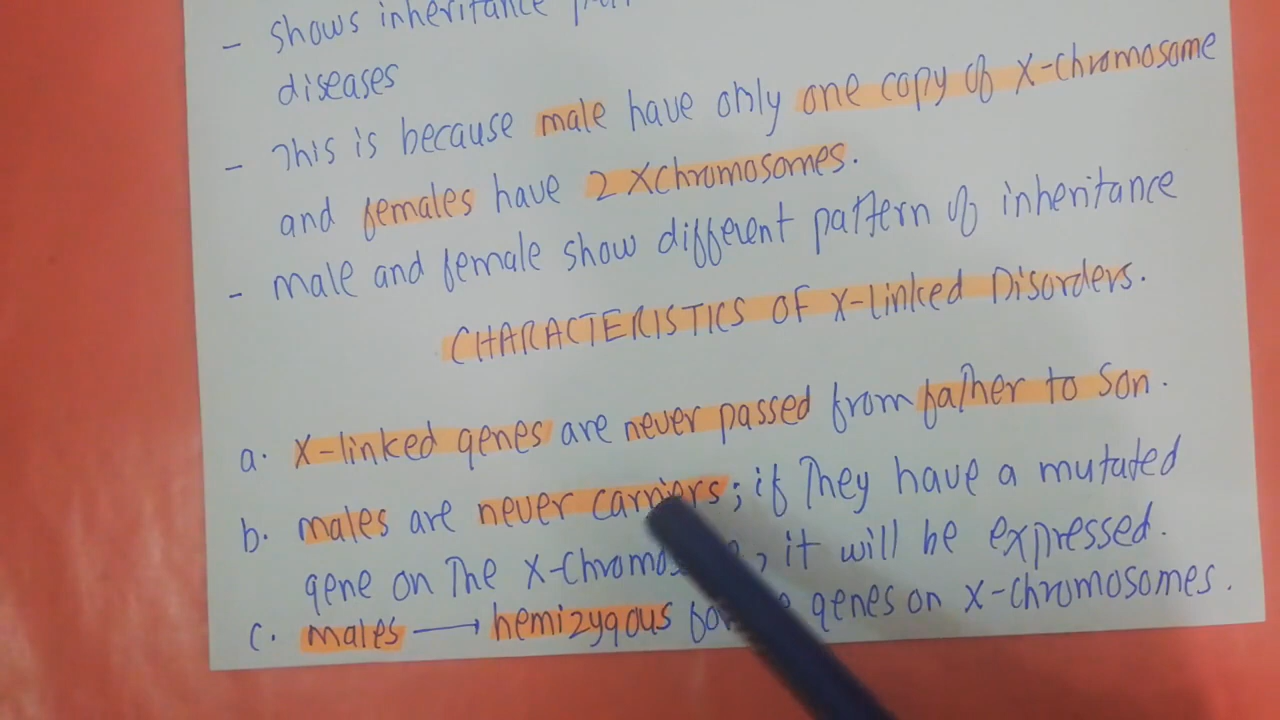 - shows inheritance
diseases
- This is because male have only one copy of X-chromosome
and females have 2 Xchromosomes.
- male and female show different pattern of inheritance
CHARACTERISTICS OF X-linked Disorders.
a. X-linked genes are never passed from father to son.
b. males are never carriers; if They have a mutated
gene on The X-Chromo , it will be expressed.
c. males → hemizygous genes on X-chromosomes.